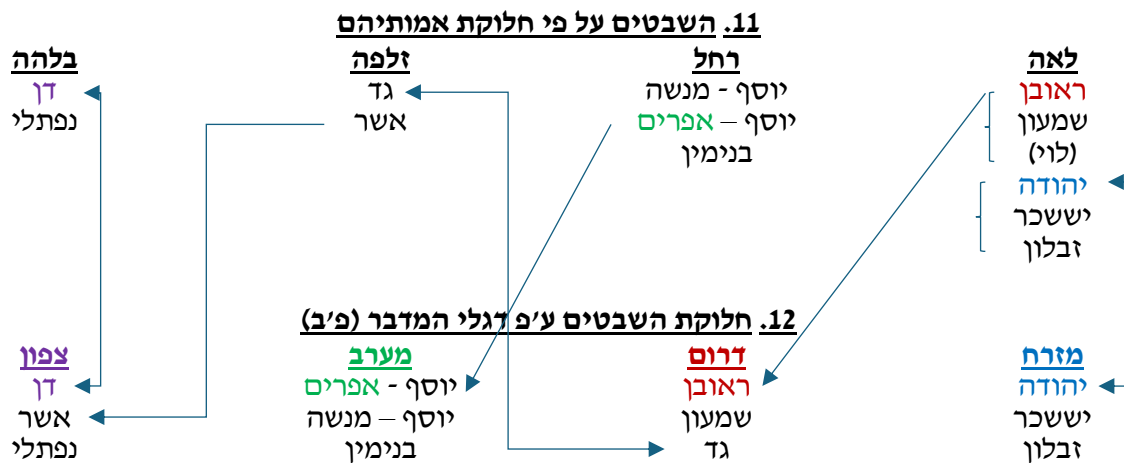 11. השבטים על פי חלוקת אמותיהם
לאה רחל זלפה בלהה
ראובן יוסף - מנשה גד דן
שמעון יוסף – אפרים אשר נפתלי
(לוי) בנימין
יהודה
יששכר
זבלון
12. חלוקת השבטים ע׳פ דגלי המדבר (פ׳ב)
מזרח דרום מערב צפון
יהודה ראובן יוסף - אפרים דן
יששכר שמעון יוסף – מנשה אשר
זבלון גד בנימין נפתלי